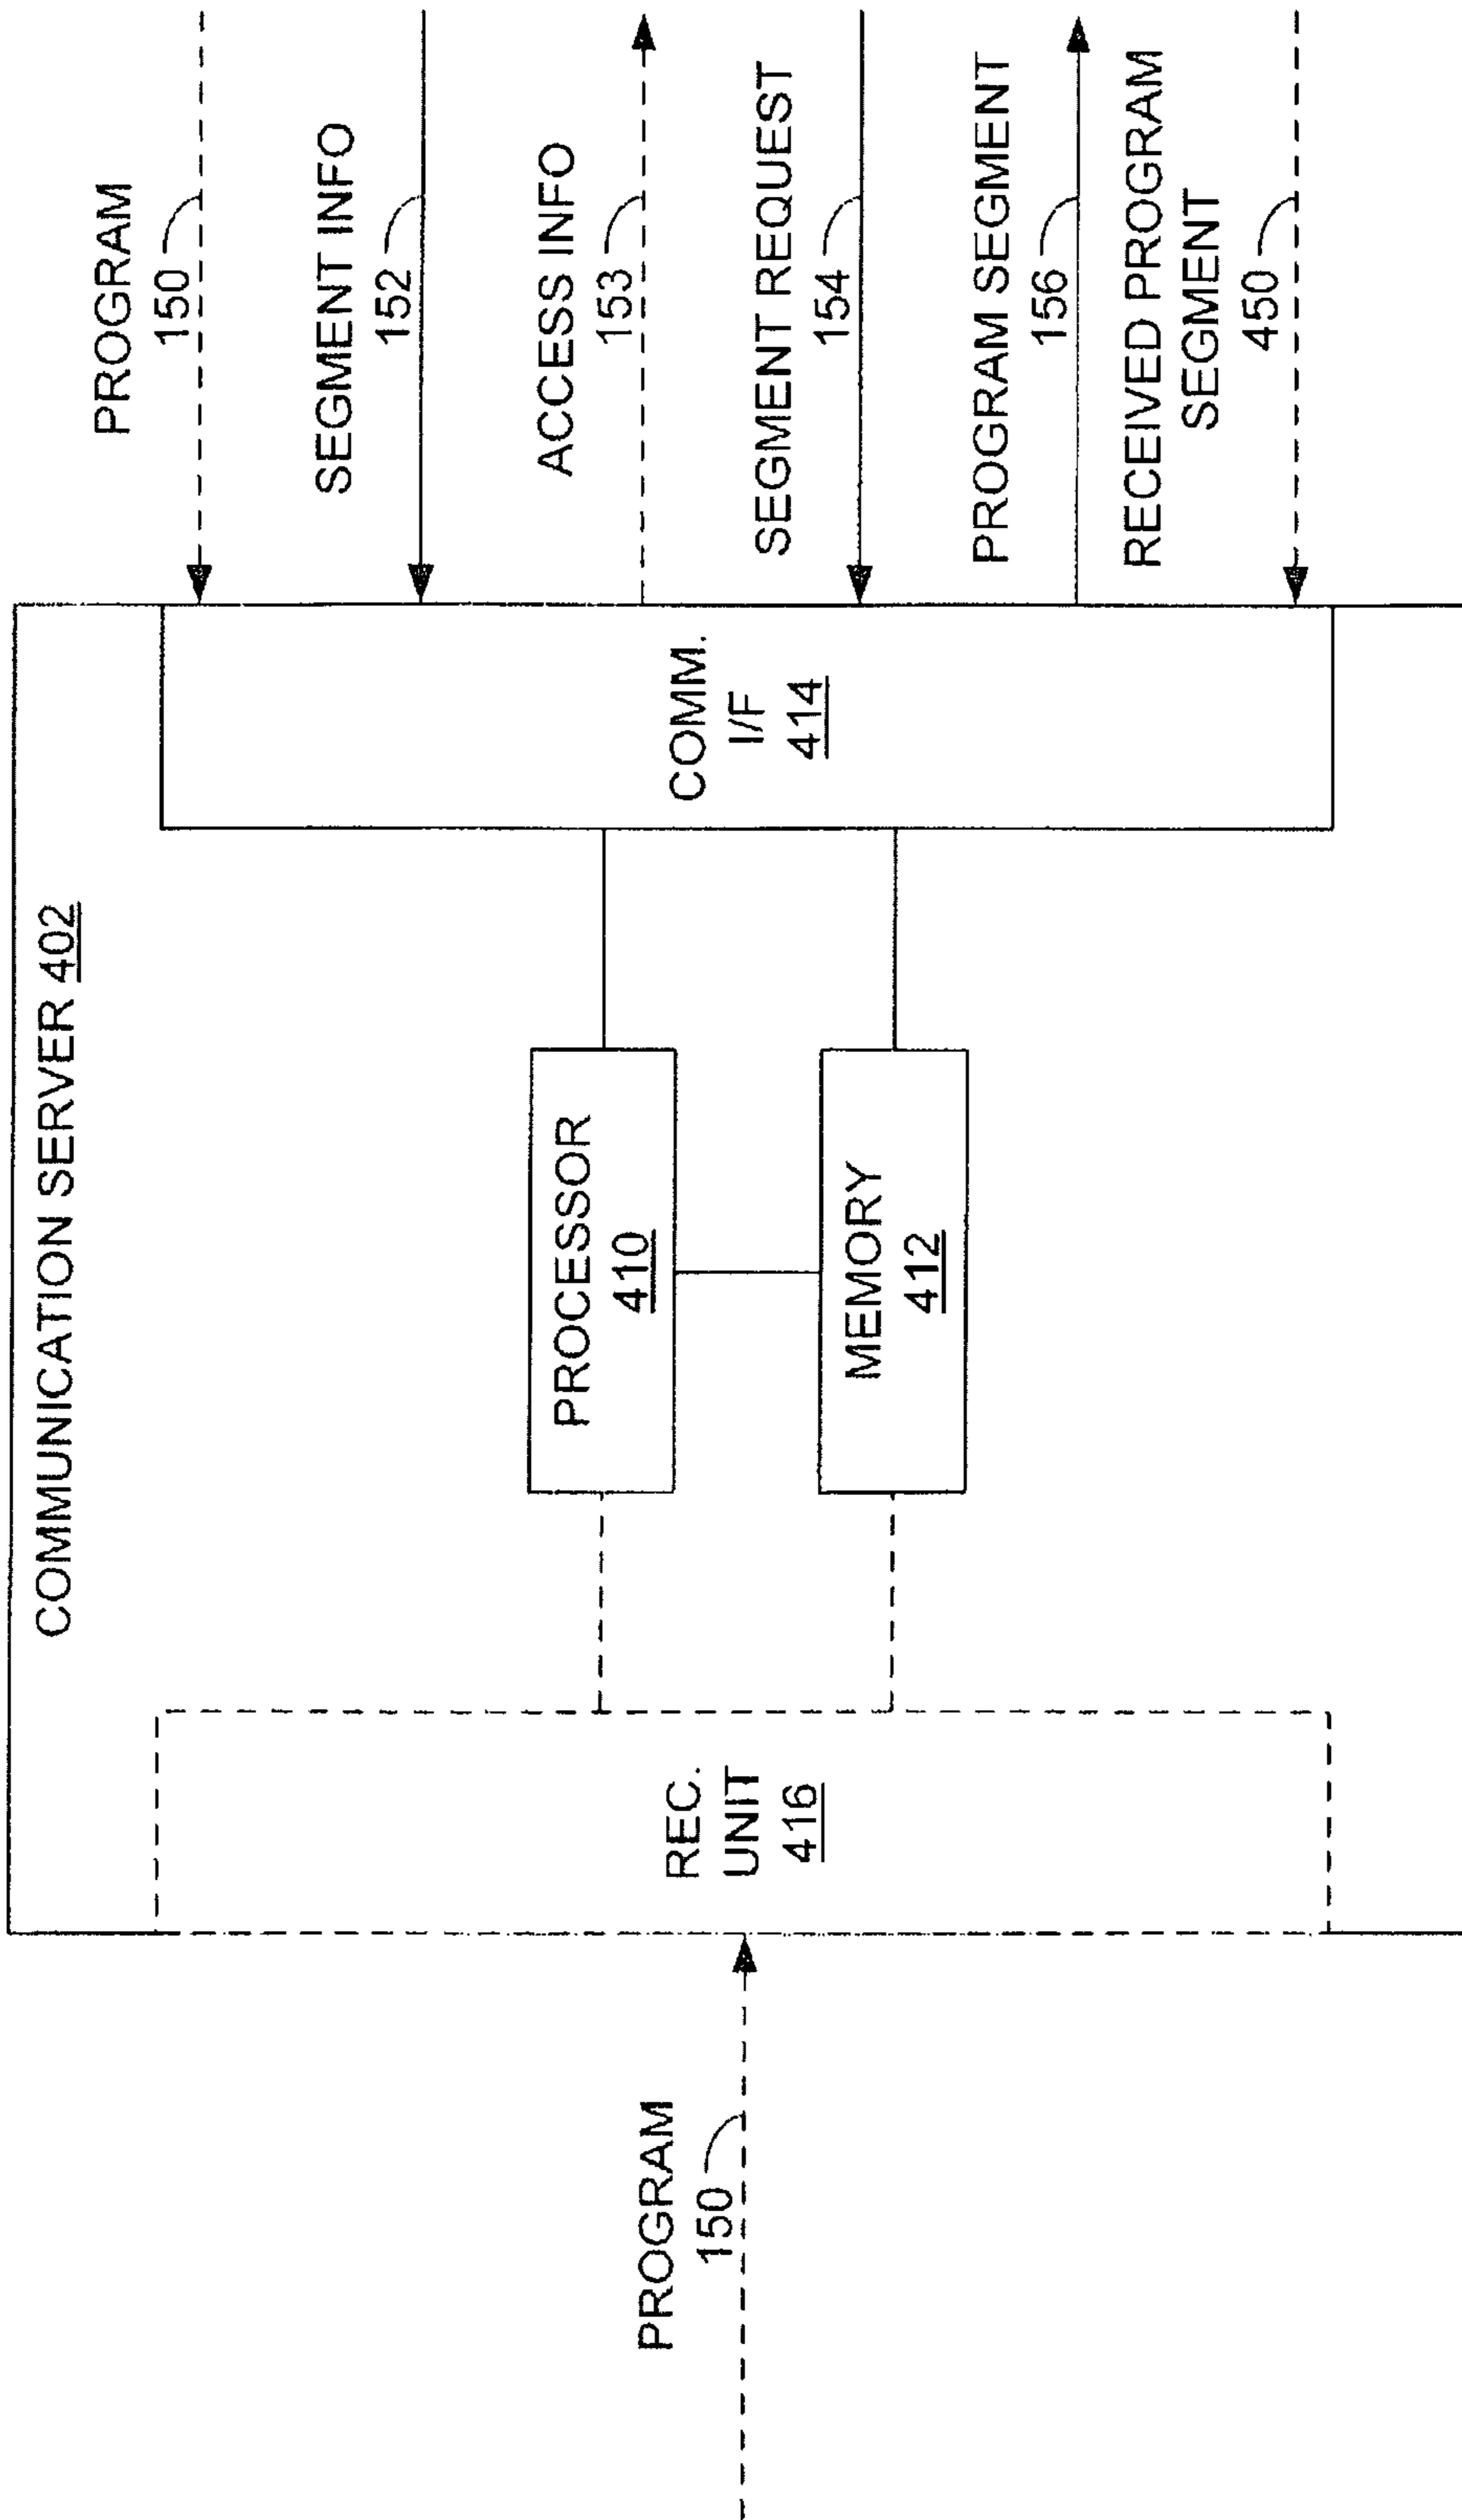 COMMUNICATION SERVER 402
PROGRAM
150
REC.
UNIT
416
PROCESSOR
410
MEMORY
412
COMM.
I/F
414
PROGRAM
150
SEGMENT INFO
152
ACCESS INFO
153
SEGMENT REQUEST
154
PROGRAM SEGMENT
156
RECEIVED PROGRAM
SEGMENT
450